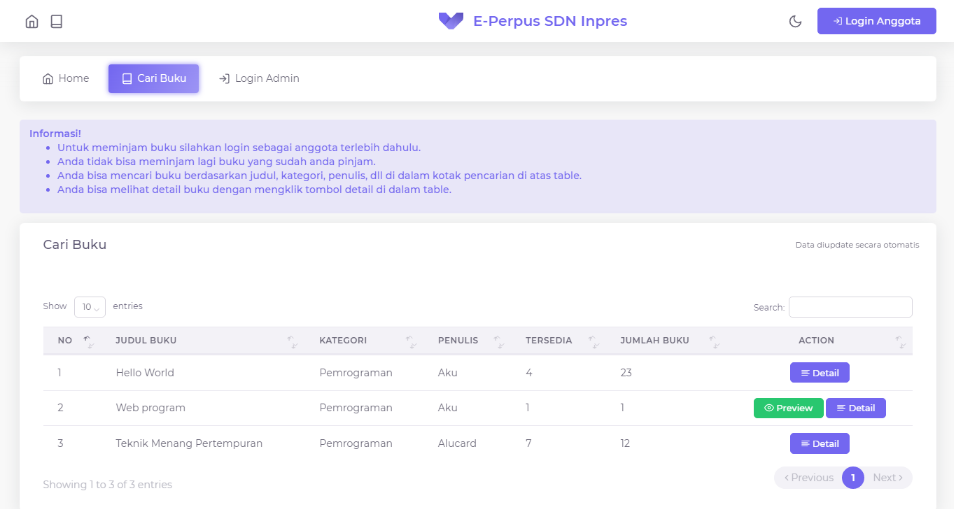 E-Perpus SDN Inpres
Login Anggota
Home Cari Buku Login Admin
Informasi!
Untuk meminjam buku silahkan login sebagai anggota terlebih dahulu.
Anda tidak bisa meminjam lagi buku yang sudah anda pinjam.
Anda bisa mencari buku berdasarkan judul, kategori, penulis, dll di dalam kotak pencarian di atas table.
Anda bisa melihat detail buku dengan mengklik tombol detail di dalam table.
Cari Buku Data diupdate secara otomatis
Show 10 entries Search:
NO JUDUL BUKU KATEGORI PENULIS TERSEDIA JUMLAH BUKU ACTION
1 Hello World Pemrograman Aku 4 23 Detail
2 Web program Pemrograman Aku 1 1 Preview Detail
3 Teknik Menang Pertempuran Pemrograman Alucard 7 12 Detail
Showing 1 to 3 of 3 entries Previous 1 Next